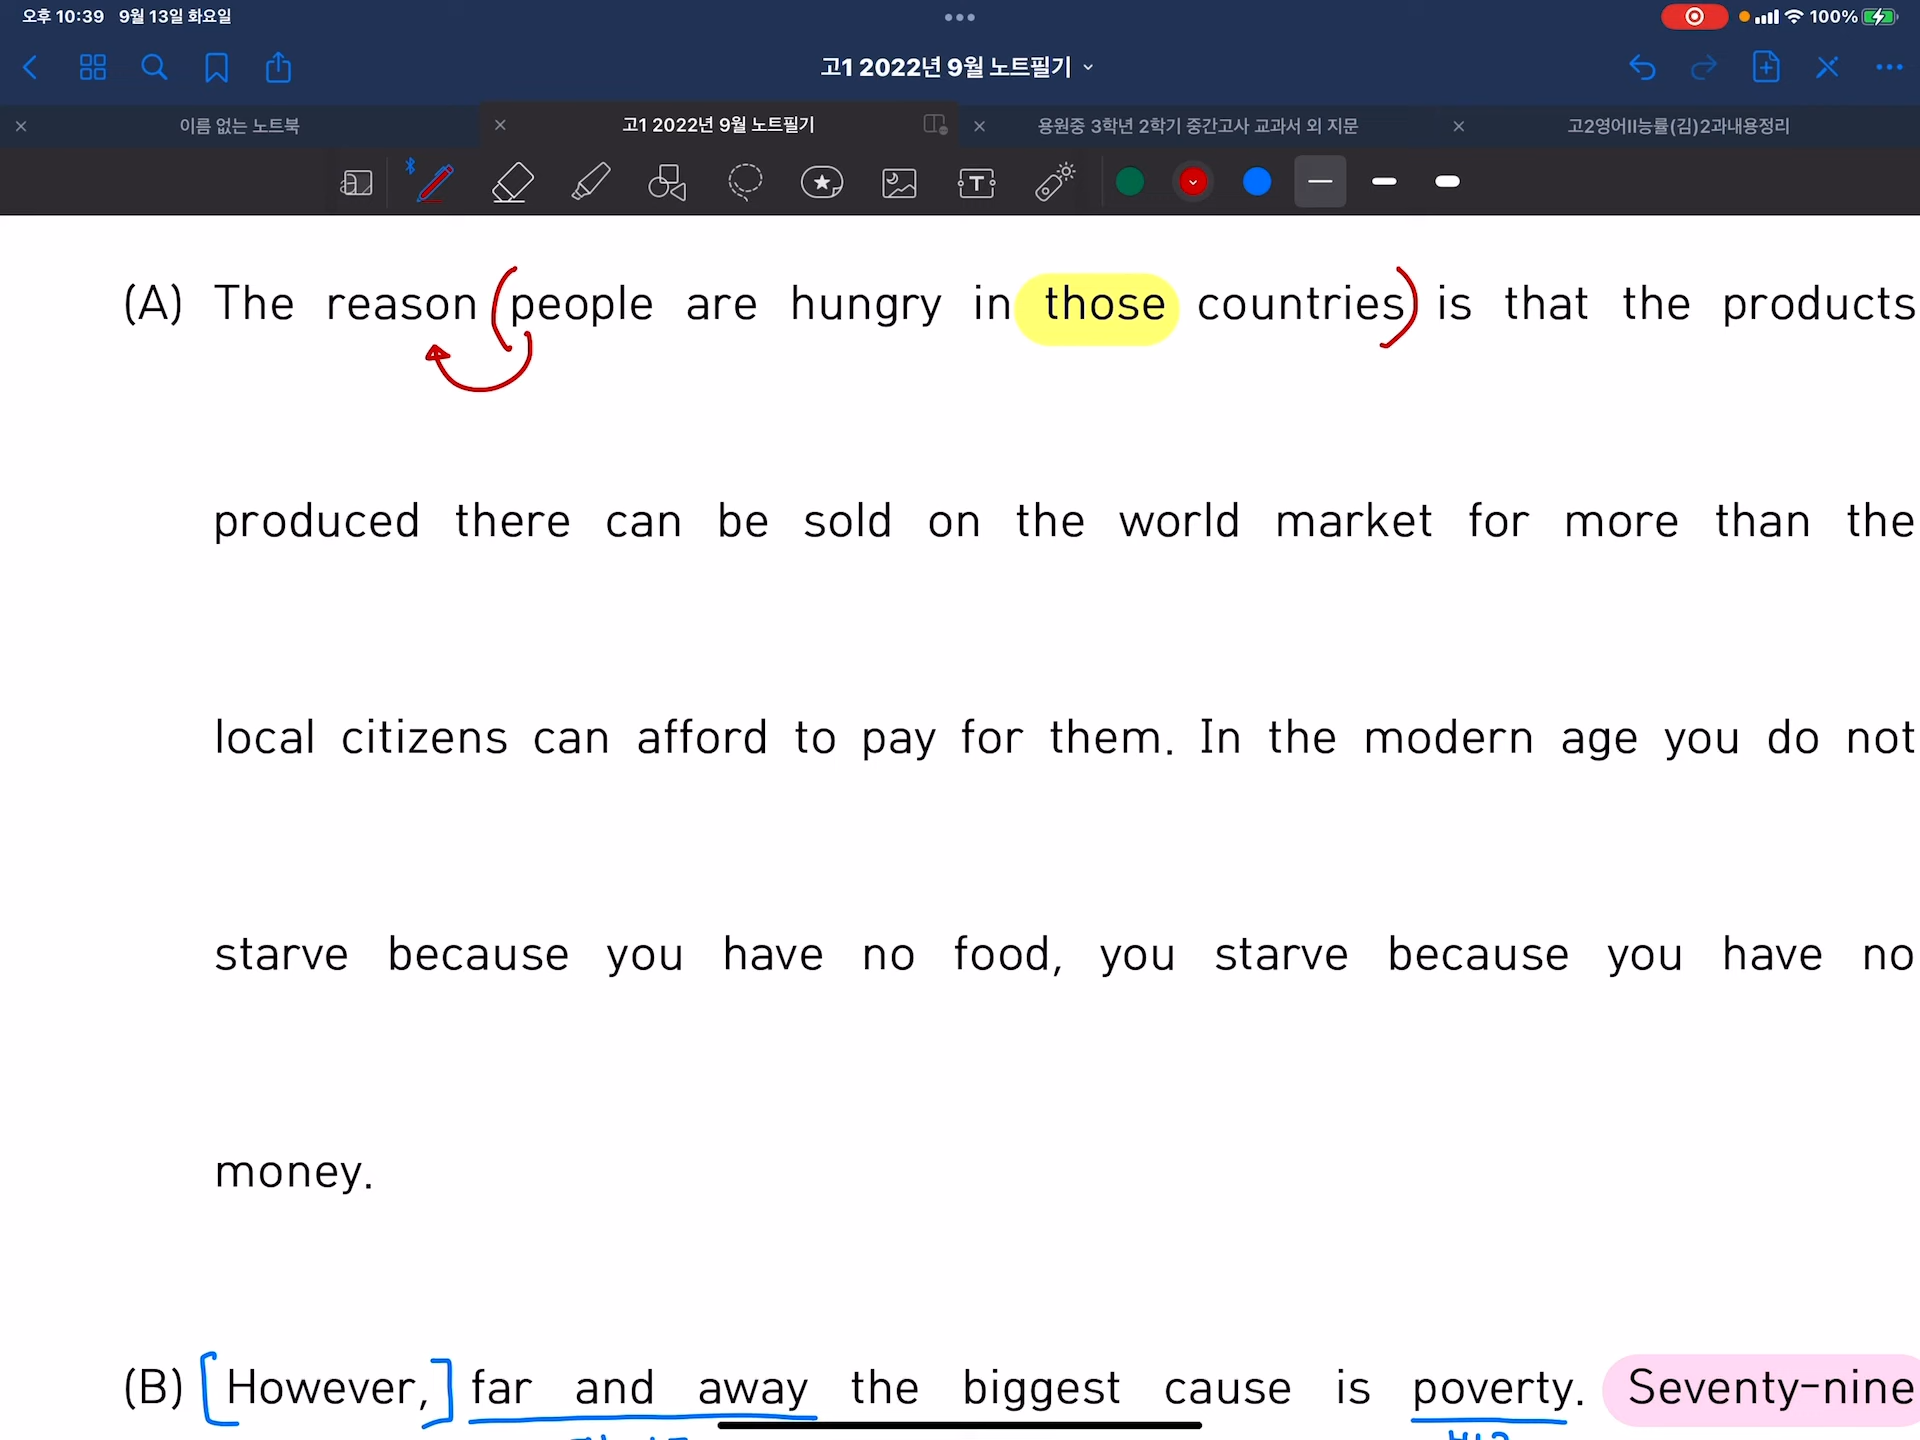 오후 10:39 9월 13일 화요일
100%
고1 2022년 9월 노트필기
이름 없는 노트북
고1 2022년 9월 노트필기
용원중 3학년 2학기 중간고사 교과서 외 지문
고2영어II능률(김)2과내용정리
(A) The reason (people are hungry in those countries) is that the products
produced there can be sold on the world market for more than the
local citizens can afford to pay for them. In the modern age you do not
starve because you have no food, you starve because you have no
money.
(B) [However,] far and away the biggest cause is poverty. Seventy-nine